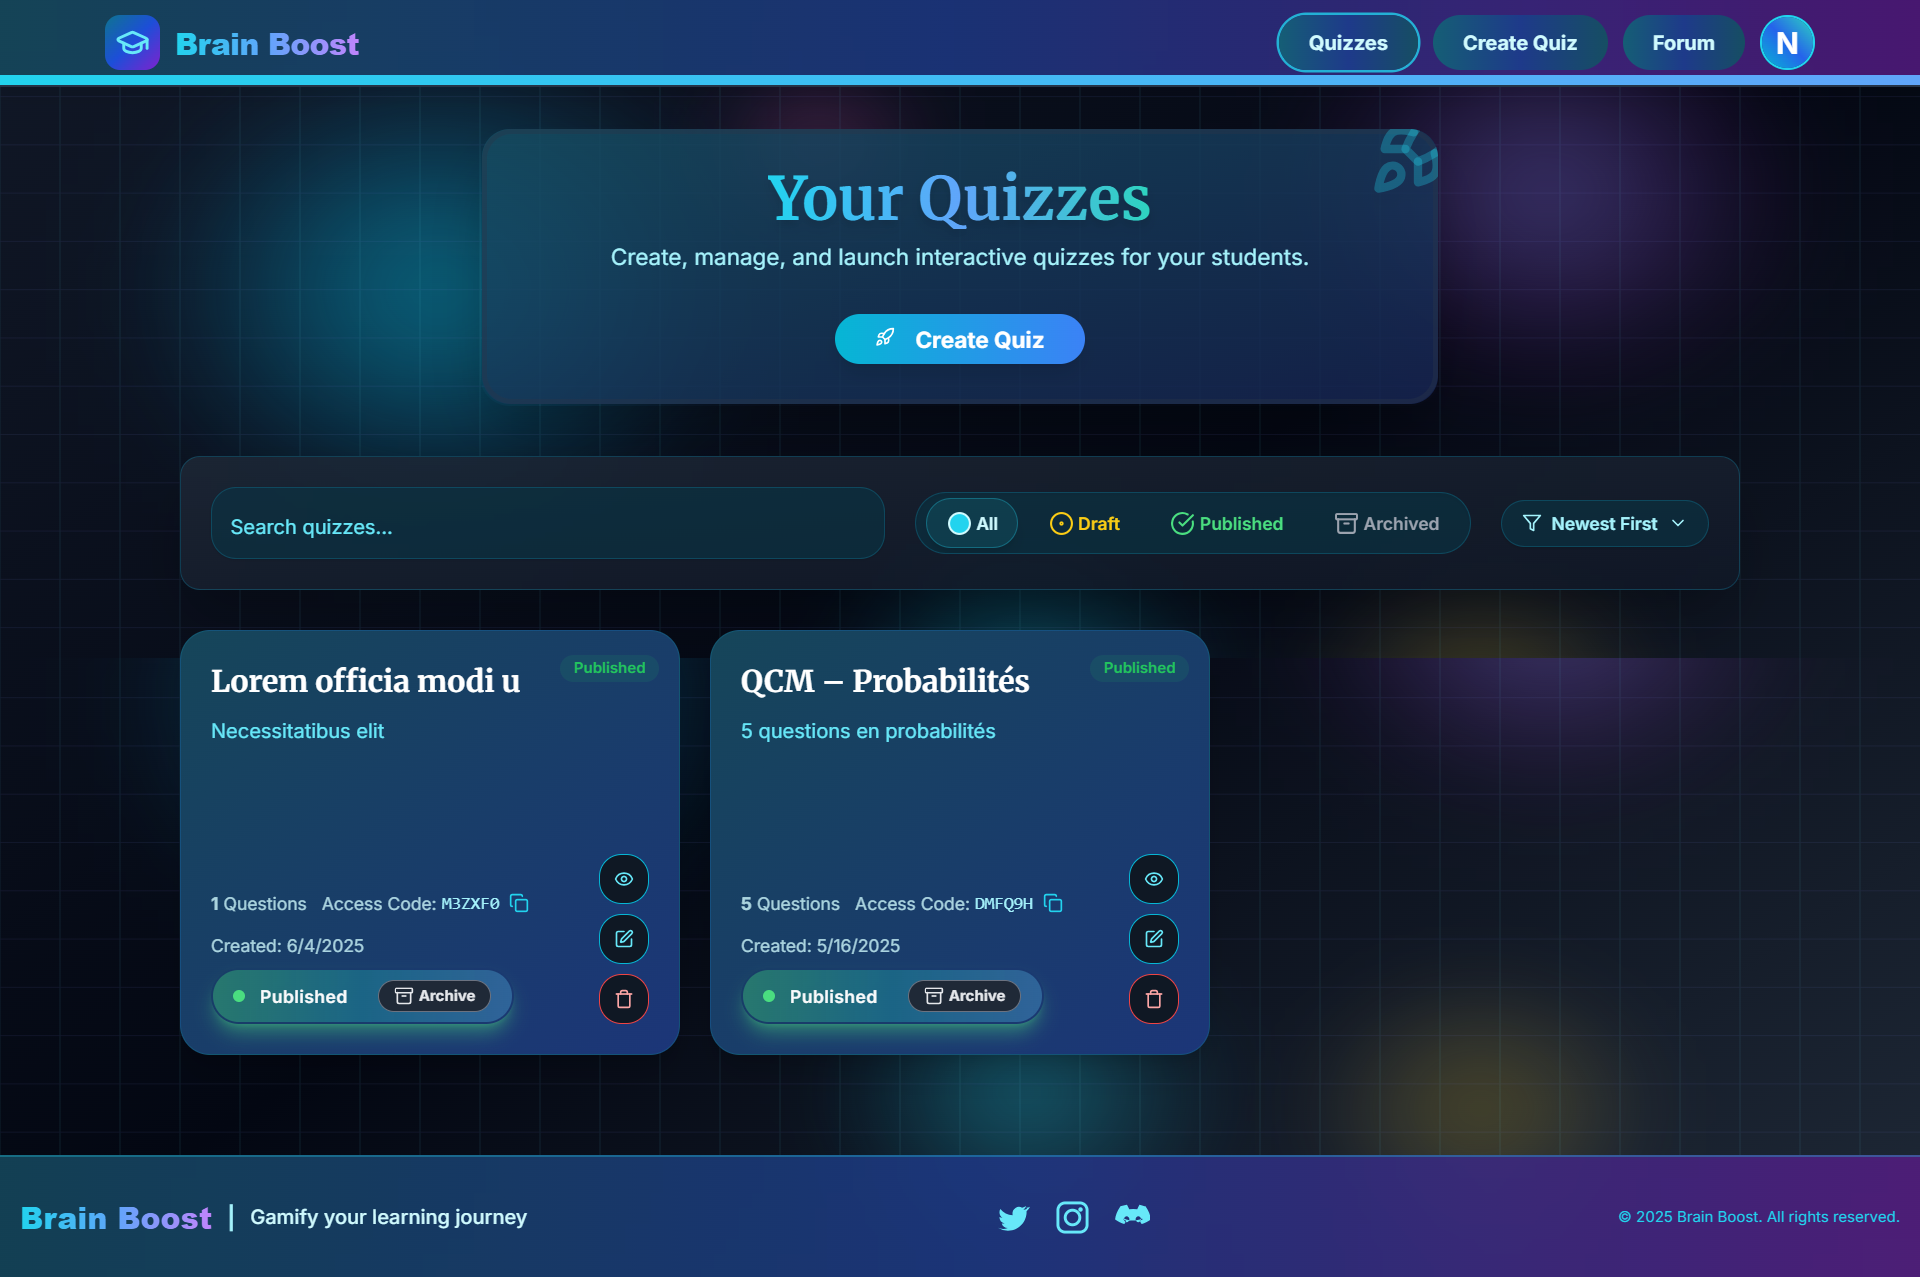 Brain Boost
Quizzes
Create Quiz
Forum
N
Your Quizzes
Create, manage, and launch interactive quizzes for your students.
Create Quiz
Search quizzes...
All
Draft
Published
Archived
Newest First
Lorem officia modi u
Published
Necessitatibus elit
1 Questions Access Code: M3ZXF0
Created: 6/4/2025
Published
Archive
QCM – Probabilités
Published
5 questions en probabilités
5 Questions Access Code: DMFQ9H
Created: 5/16/2025
Published
Archive
Brain Boost | Gamify your learning journey
© 2025 Brain Boost. All rights reserved.